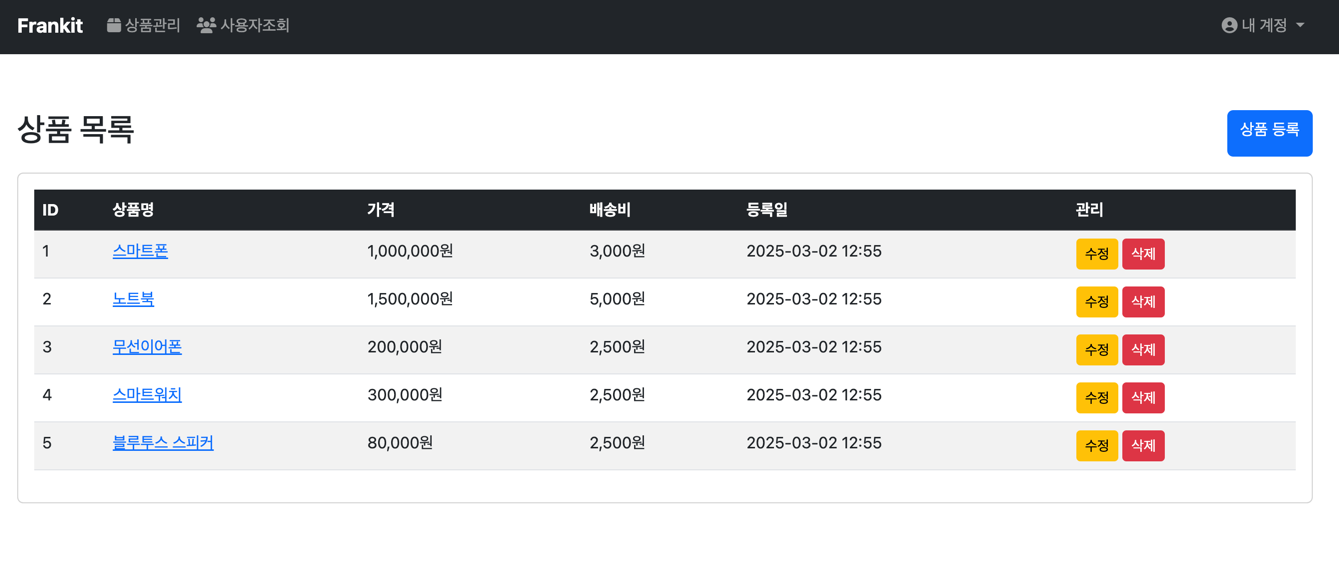 Frankit 상품관리 사용자조회 내 계정
상품 목록 상품 등록
ID 상품명 가격 배송비 등록일 관리
1 스마트폰 1,000,000원 3,000원 2025-03-02 12:55 수정 삭제
2 노트북 1,500,000원 5,000원 2025-03-02 12:55 수정 삭제
3 무선이어폰 200,000원 2,500원 2025-03-02 12:55 수정 삭제
4 스마트워치 300,000원 2,500원 2025-03-02 12:55 수정 삭제
5 블루투스 스피커 80,000원 2,500원 2025-03-02 12:55 수정 삭제